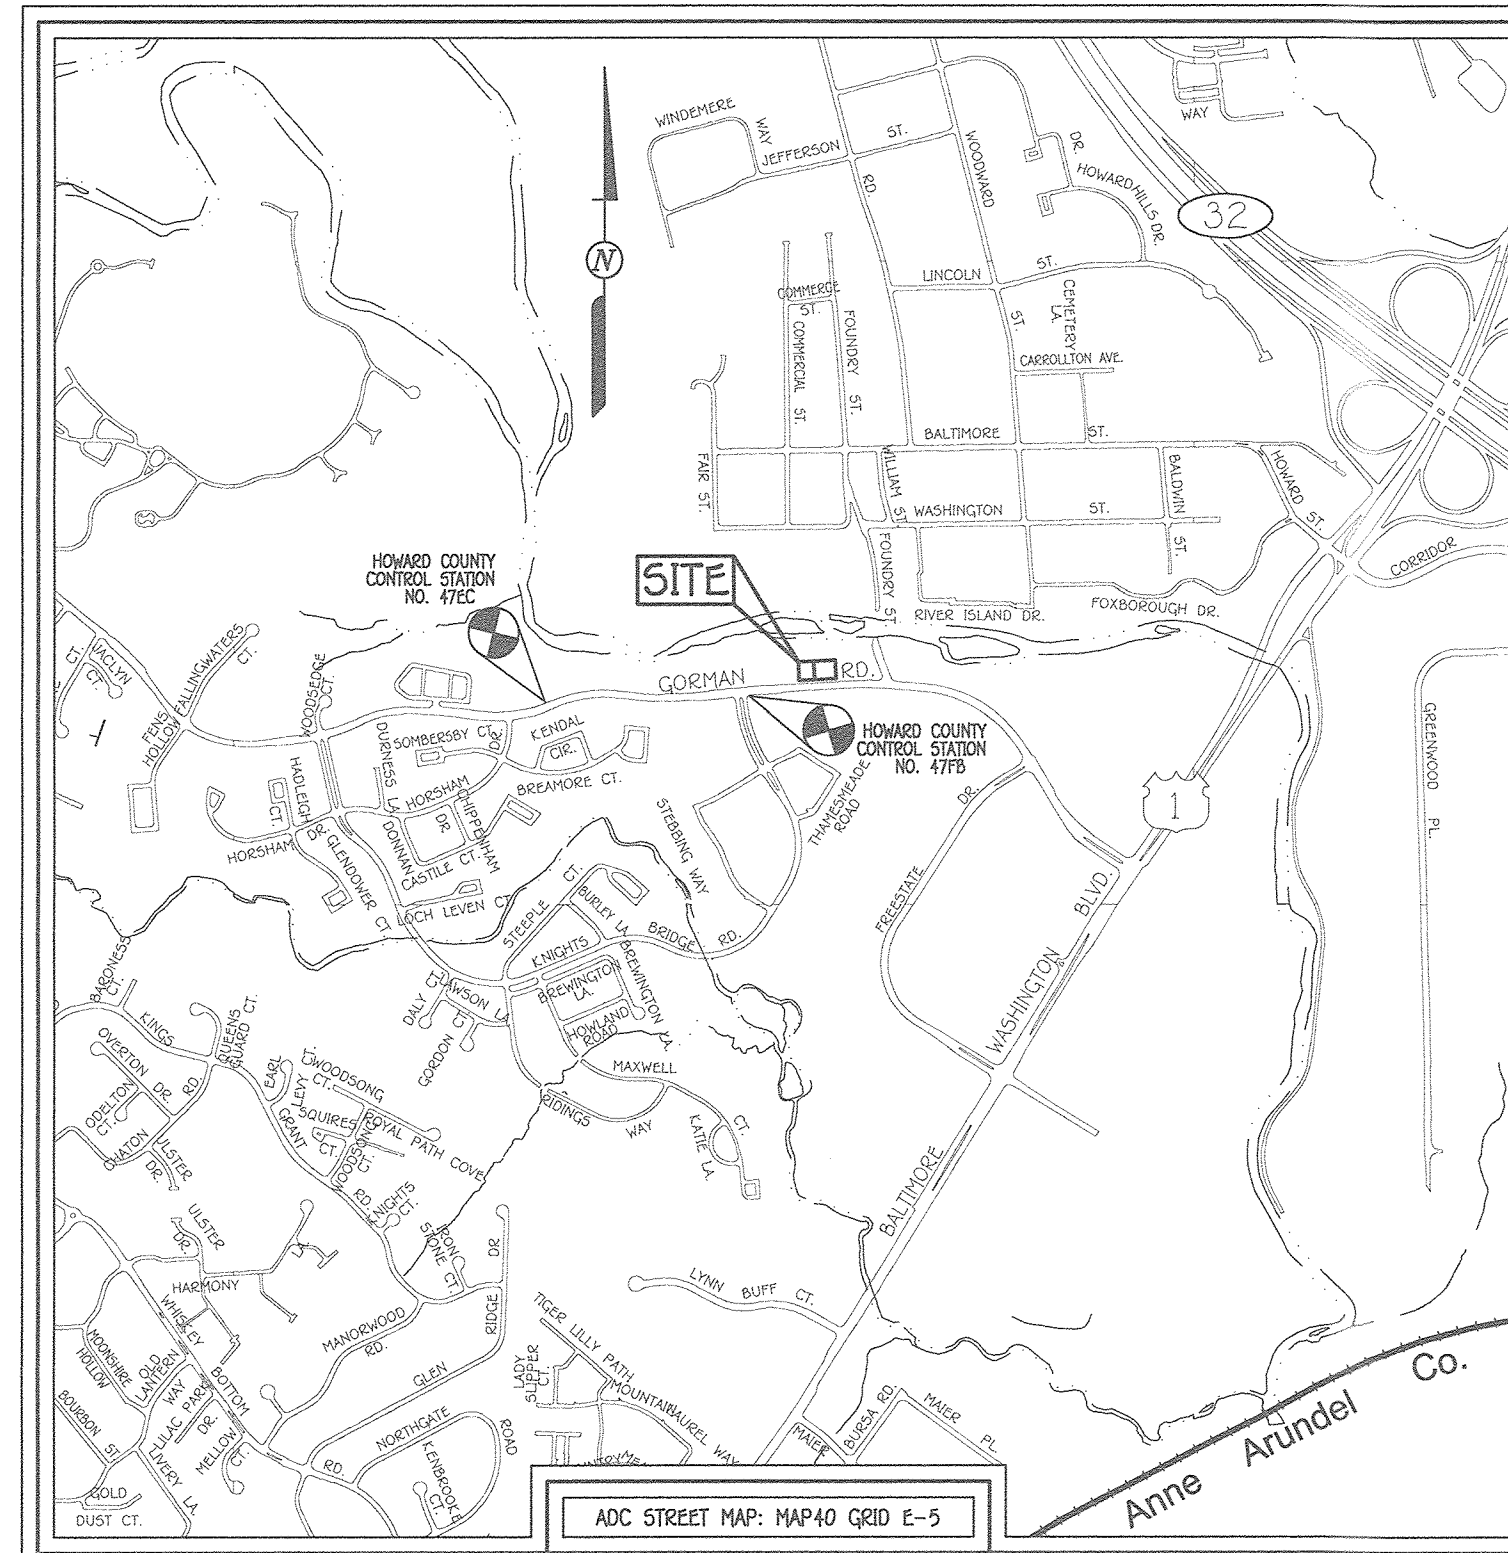 WINDEMERE
WAY
JEFFERSON
ST.
RD.
WOODWARD
DR.
HOWARD HILLS DR.
WAY
32
N
LINCOLN
ST.
ST.
COMMERCE
ST.
COMMERCIAL ST.
FOUNDRY ST.
CEMETERY
LA.
CARROLLTON AVE.
BALTIMORE
ST.
FAIR ST.
WILLIAM ST.
WASHINGTON
ST.
BALDWIN
ST.
HOWARD ST.
CORRIDOR
HOWARD COUNTY
CONTROL STATION
NO. 47EC
SITE
FOUNDRY ST.
RIVER ISLAND DR.
FOXBOROUGH DR.
GORMAN
RD.
HOWARD COUNTY
CONTROL STATION
NO. 47FB
JACLYN
CT.
CT.
FALLINGWATERS
CT.
FENS
HOLLOW
WOODSEDGE
CT.
SOMBERSBY CT.
DR.
KENDAL
CIR.
DURNESS LA.
BREAMORE CT.
HADLEIGH
CT.
HORSHAM
DR.
HORSHAM
DR
CHIPPENHAM
DONNAN
CASTILE CT.
GLENDOWER CT.
LOCH LEVEN CT.
STEBBING WAY
THAMESMEADE
ROAD
FREESTATE
DR.
1
GREENWOOD PL.
STEEPLE
CT.
BURLEY LA.
KNIGHTS
BRIDGE
RD.
BREWINGTON
LA.
BREWINGTON LA.
HOWLAND
ROAD
LAWSON LA.
DALY CT.
GORDON CT.
MAXWELL
CT.
RIDINGS
WAY
KATIE LA.
BALTIMORE
WASHINGTON
BLVD.
BARONESS
CT.
KINGS
RD.
QUEENS
GUARD CT.
OVERTON
DR.
ODELTON
CT.
CHATON
ULSTER
DR.
EARL
LEVY
CT.
WOODSONG
CT.
SQUIRES
CT.
ROYAL PATH COVE
WOODSONG
CT.
GRANT
RD.
KNIGHTS
CT.
IRON
STONE CT.
DR
RIDGE
GLEN
ULSTER
DR.
HARMONY
LA.
WHISKEY
BOTTOM
RD.
MANORWOOD
RD.
MOONSHIRE
HOLLOW
OLD
LANTERN
WAY
LILAC PARK
DR.
BOURBON ST.
LIVERY LA.
MELLOW
CT.
GOLD
DUST CT.
NORTHGATE
ROAD
KENBROOKE
CT.
LYNN BUFF CT.
TIGER LILLY PATH
LADY
SLIPPER
CT.
MOUNTAIN
LAUREL WAY
MAIER
BURSA RD.
MAIER
PL.
Anne Arundel Co.
ADC STREET MAP: MAP40 GRID E-5